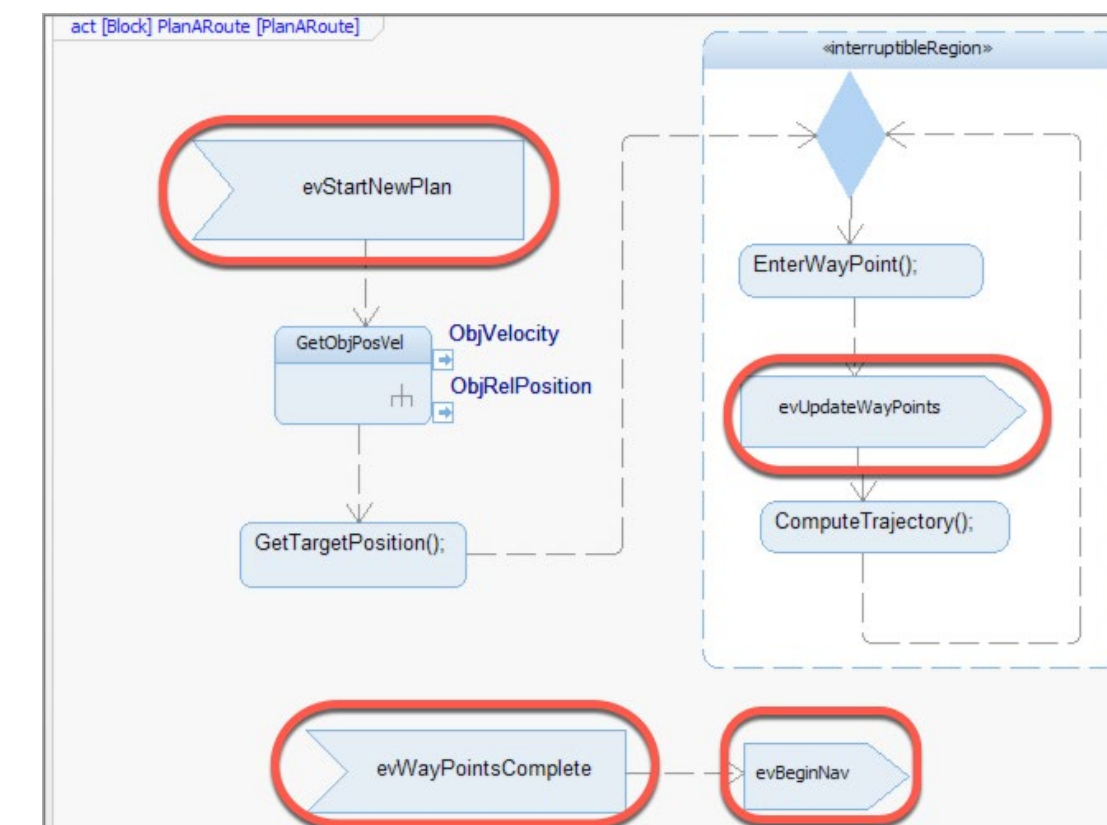 act [Block] PlanARoute [PlanARoute]
«interruptibleRegion»
evStartNewPlan
EnterWayPoint();
GetObjPosVel
ObjVelocity
ObjRelPosition
evUpdateWayPoints
ComputeTrajectory();
GetTargetPosition();
evWayPointsComplete
evBeginNav